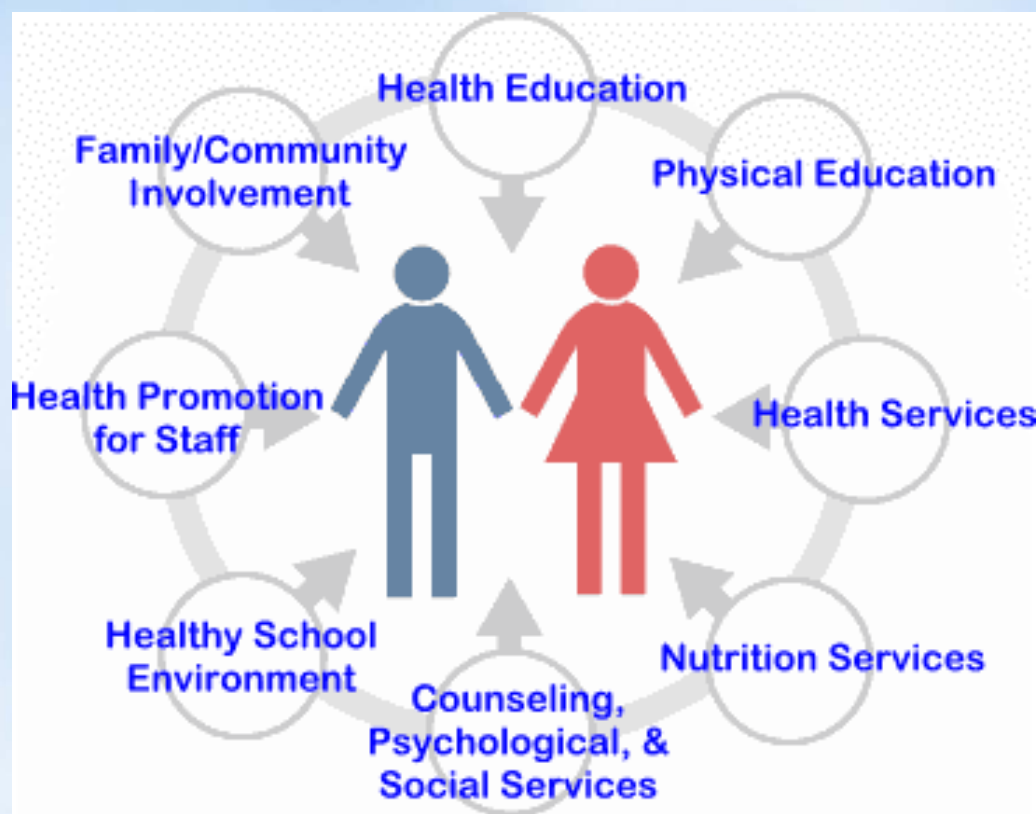 Health Education
Physical Education
Health Services
Nutrition Services
Counseling,
Psychological, &
Social Services
Healthy School
Environment
Health Promotion
for Staff
Family/Community
Involvement